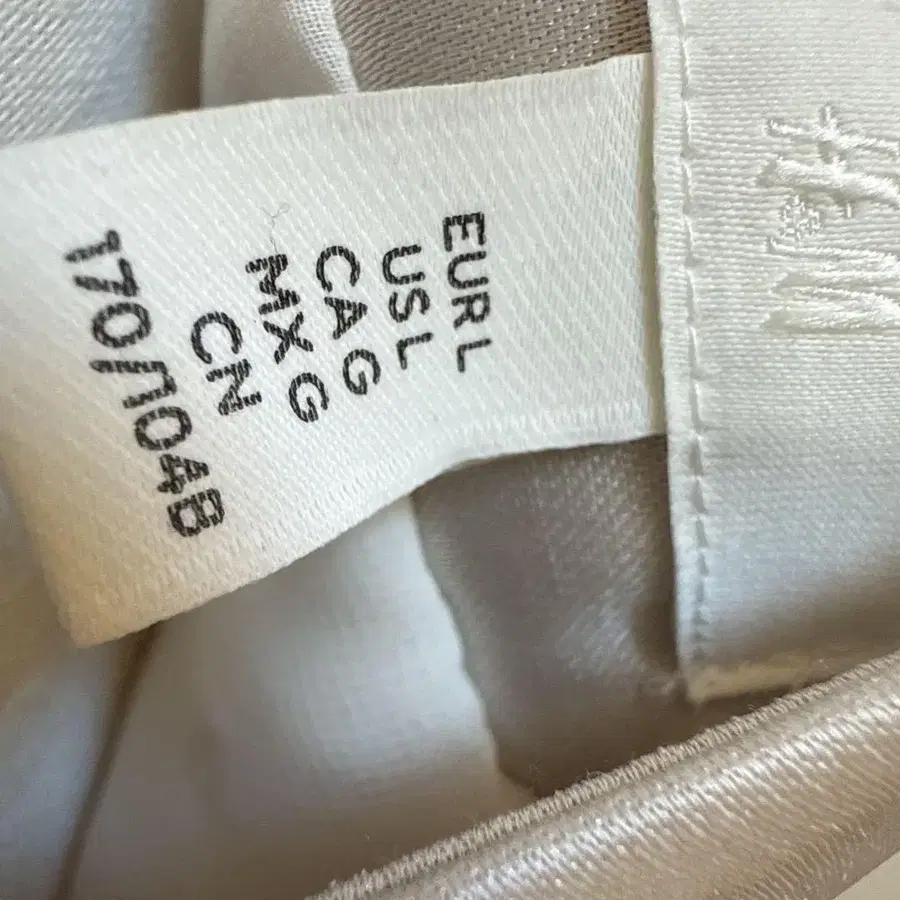 EUR L
US L
CA G
MX G
CN
170/104B